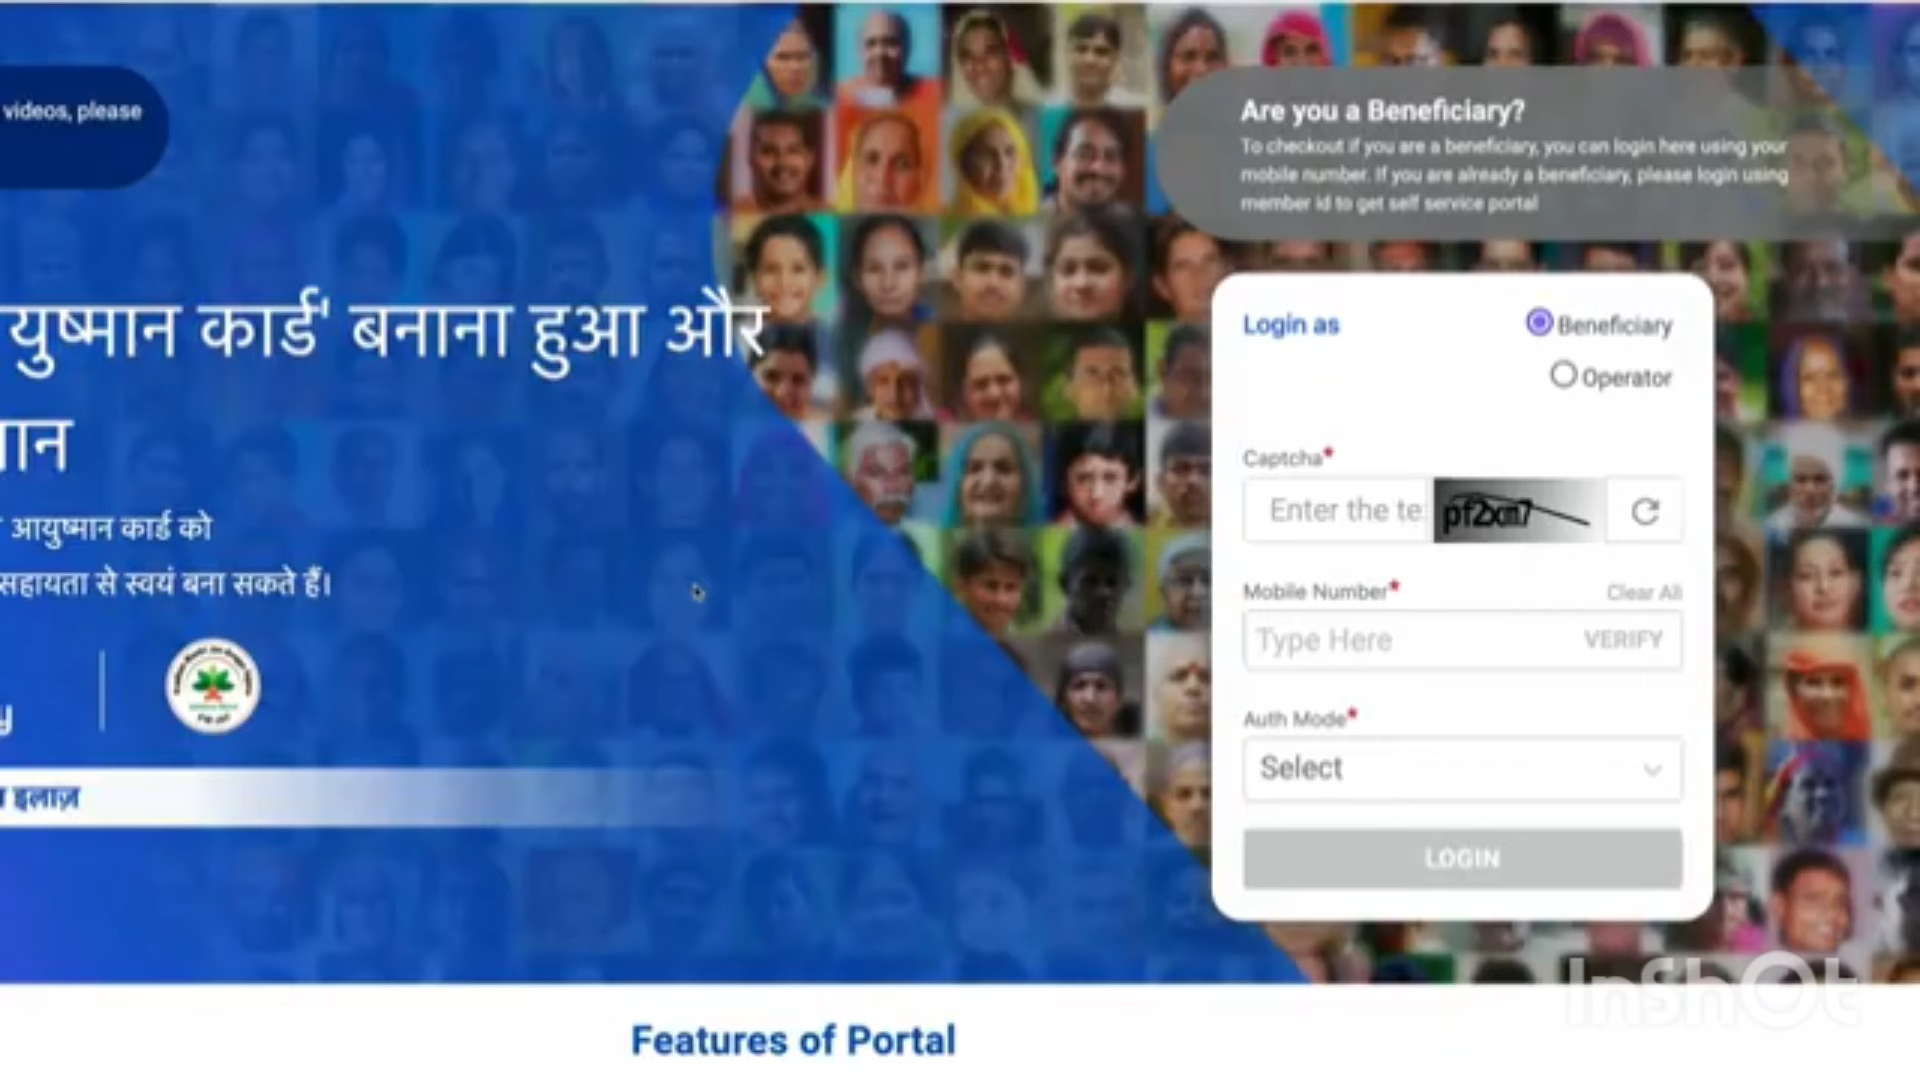 videos, please
Are you a Beneficiary?
To checkout if you are a beneficiary, you can login here using your
mobile number. If you are already a beneficiary, please login using
member id to get self service portal
युष्मान कार्ड' बनाना हुआ और
आयुष्मान कार्ड को
सहायता से स्वयं बना सकते हैं।
इलाज़
Login as
Beneficiary
Operator
Captcha*
Enter the te
pf2xm7
Mobile Number*
Clear All
Type Here
VERIFY
Auth Mode*
Select
LOGIN
InShOt
Features of Portal